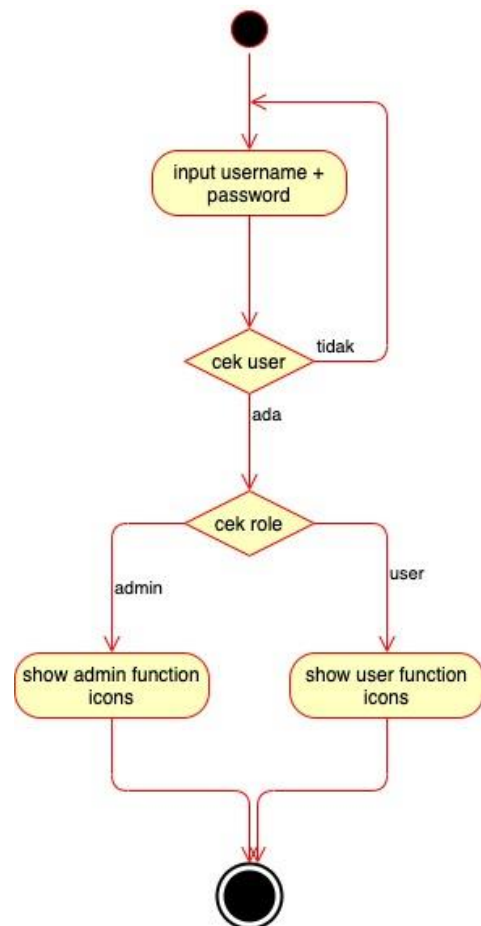 input username +
password
tidak
cek user
ada
cek role
admin
user
show admin function
icons
show user function
icons